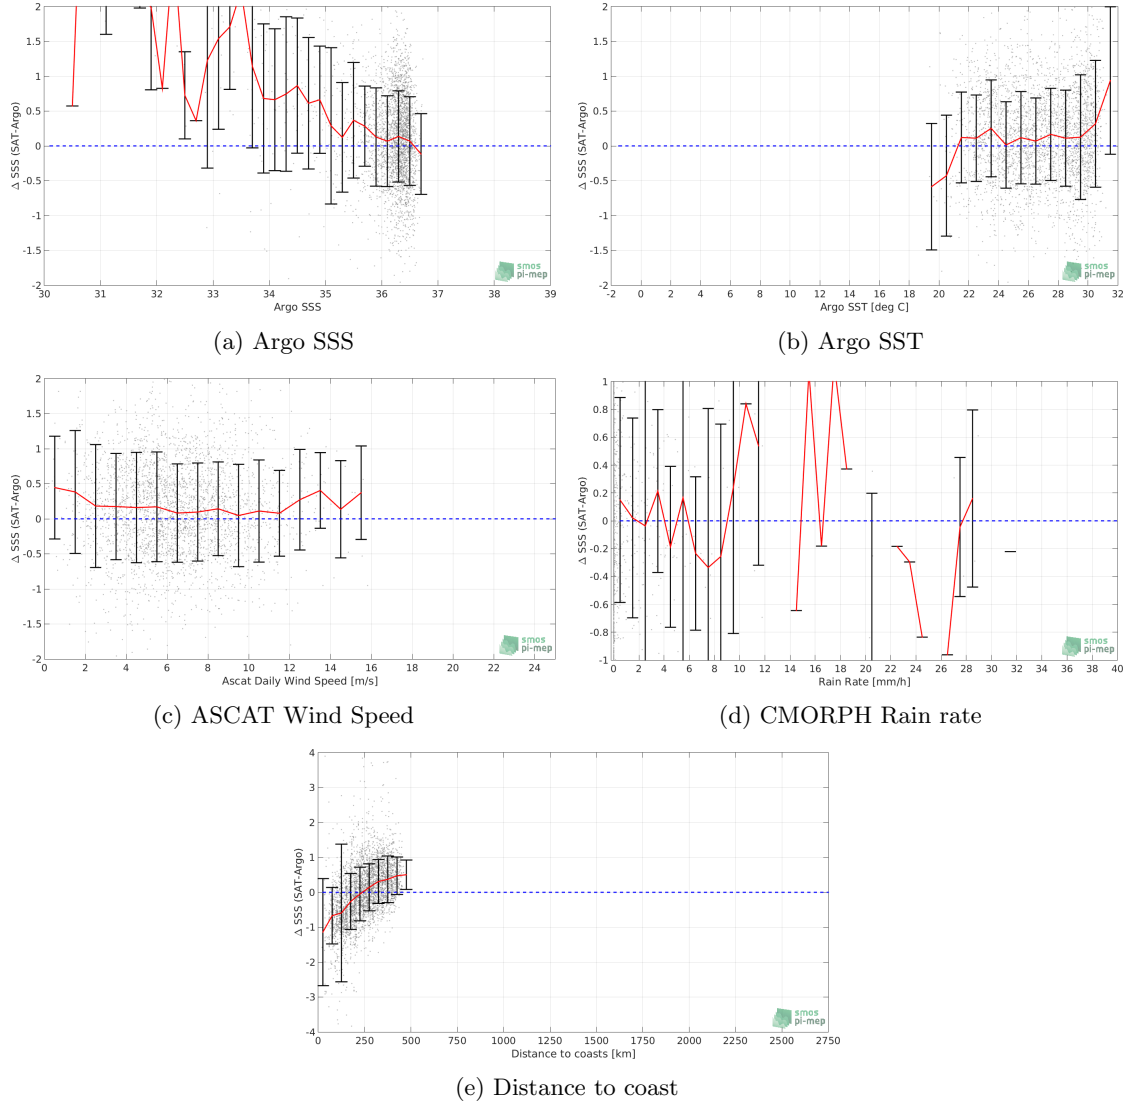 2
1.5
1
0.5
0
-0.5
-1
-1.5
-2
Δ SSS (SAT-Argo)
30 31 32 33 34 35 36 37 38 39
Argo SSS
smos
pi-mep
(a) Argo SSS
2
1.5
1
0.5
0
-0.5
-1
-1.5
-2
Δ SSS (SAT-Argo)
-2 0 2 4 6 8 10 12 14 16 18 20 22 24 26 28 30 32
Argo SST [deg C]
smos
pi-mep
(b) Argo SST
2
1.5
1
0.5
0
-0.5
-1
-1.5
-2
Δ SSS (SAT-Argo)
0 2 4 6 8 10 12 14 16 18 20 22 24
Ascat Daily Wind Speed [m/s]
smos
pi-mep
(c) ASCAT Wind Speed
1
0.8
0.6
0.4
0.2
0
-0.2
-0.4
-0.6
-0.8
-1
Δ SSS (SAT-Argo)
0 2 4 6 8 10 12 14 16 18 20 22 24 26 28 30 32 34 36 38 40
Rain Rate [mm/h]
smos
pi-mep
(d) CMORPH Rain rate
4
3
2
1
0
-1
-2
-3
-4
Δ SSS (SAT-Argo)
0 250 500 750 1000 1250 1500 1750 2000 2250 2500 2750
Distance to coasts [km]
smos
pi-mep
(e) Distance to coast